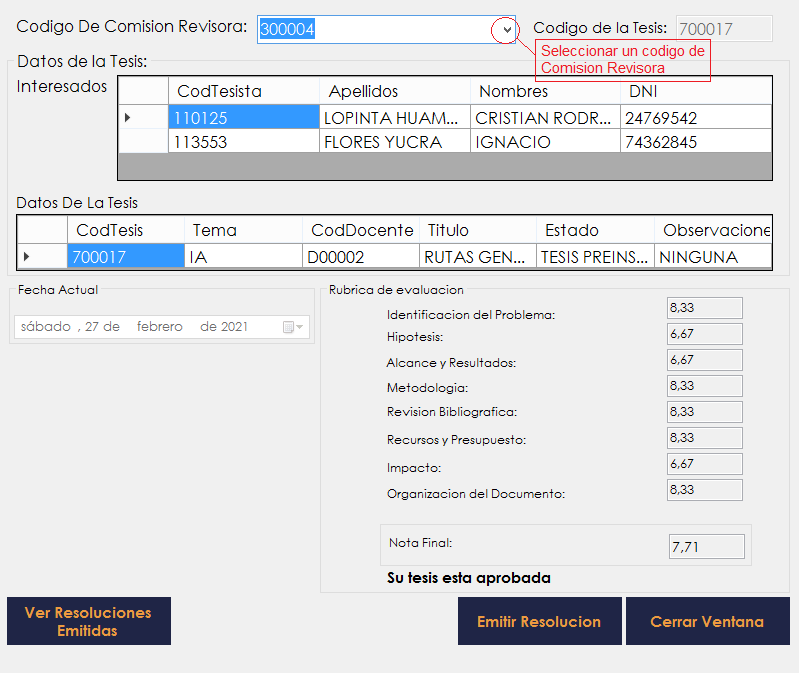 Codigo De Comision Revisora: 300004 Codigo de la Tesis: 700017
Seleccionar un codigo de
Comision Revisora
Datos de la Tesis:
Interesados
CodTesista Apellidos Nombres DNI
110125 LOPINTA HUAM... CRISTIAN RODR... 24769542
113553 FLORES YUCRA IGNACIO 74362845
Datos De La Tesis
CodTesis Tema CodDocente Titulo Estado Observacione
700017 IA D00002 RUTAS GEN... TESIS PREINS... NINGUNA
Fecha Actual
sábado , 27 de febrero de 2021
Rubrica de evaluacion
Identificacion del Problema: 8,33
Hipotesis: 6,67
Alcance y Resultados: 6,67
Metodologia: 8,33
Revision Bibliografica: 8,33
Recursos y Presupuesto: 8,33
Impacto: 6,67
Organizacion del Documento: 8,33
Nota Final: 7,71
Su tesis esta aprobada
Ver Resoluciones
Emitidas
Emitir Resolucion
Cerrar Ventana